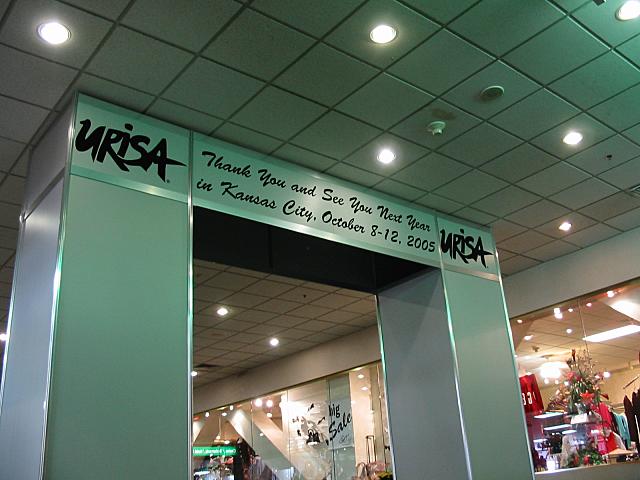 URISA
Thank You and See You Next Year
in Kansas City, October 8-12, 2005
URISA
big
Sale